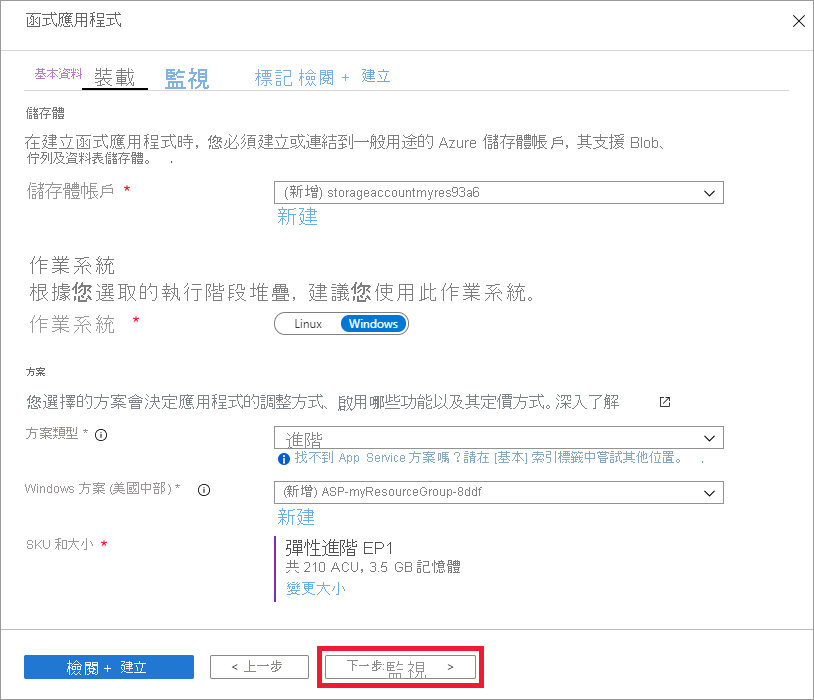 函式應用程式
基本資料 裝載 監視 標記 檢閱 + 建立
儲存體
在建立函式應用程式時, 您必須建立或連結到一般用途的 Azure 儲存體帳戶, 其支援 Blob、
佇列及資料表儲存體。 .
儲存體帳戶 *
(新增) storageaccountmyres93a6
新建
作業系統
根據您選取的執行階段堆疊, 建議您使用此作業系統。
作業系統 *
Linux Windows
方案
您選擇的方案會決定應用程式的調整方式、啟用哪些功能以及其定價方式。深入了解
方案類型 *
進階
找不到 App Service 方案嗎？請在 [基本] 索引標籤中嘗試其他位置。 .
Windows 方案 (美國中部) *
(新增) ASP-myResourceGroup-8ddf
新建
SKU 和大小 *
彈性進階 EP1
共 210 ACU, 3.5 GB 記憶體
變更大小
檢閱 + 建立 < 上一步 下一步: 監視 >